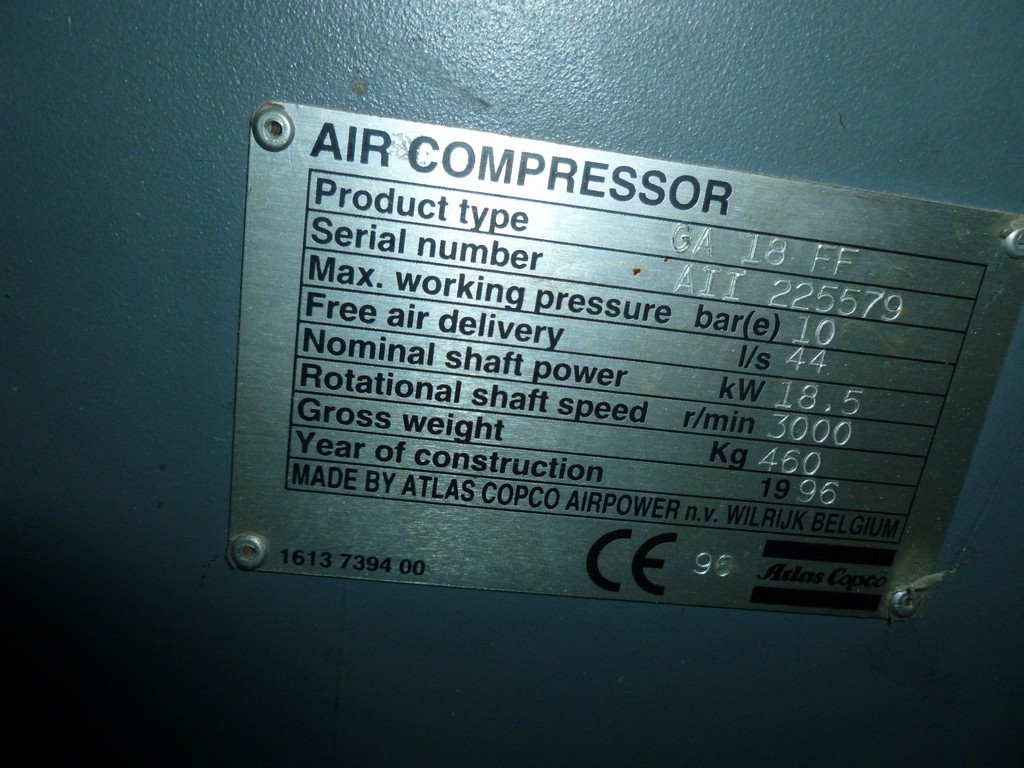 AIR COMPRESSOR
Product type GA 18 FF
Serial number AII 225579
Max. working pressure bar(e) 10
Free air delivery l/s 44
Nominal shaft power kW 18.5
Rotational shaft speed r/min 3000
Gross weight Kg 460
Year of construction 19 96
MADE BY ATLAS COPCO AIRPOWER n.v. WILRIJK BELGIUM
1613 7394 00 CE 96 Atlas Copco